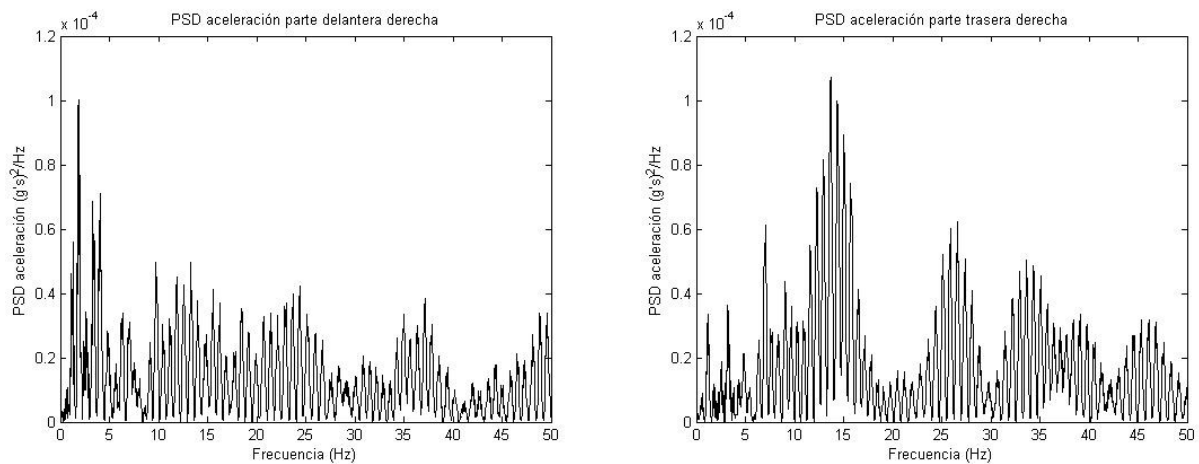 PSD aceleración parte delantera derecha
x 10-4
1.2
1
0.8
0.6
0.4
0.2
0
PSD aceleración (g's)2/Hz
0 5 10 15 20 25 30 35 40 45 50
Frecuencia (Hz)
PSD aceleración parte trasera derecha
x 10-4
1.2
1
0.8
0.6
0.4
0.2
0
PSD aceleración (g's)2/Hz
0 5 10 15 20 25 30 35 40 45 50
Frecuencia (Hz)